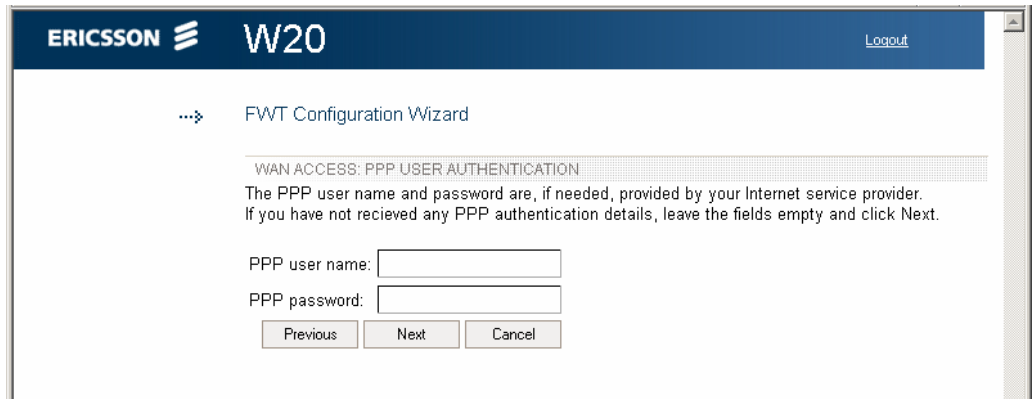 ERICSSON W20 Logout
FWT Configuration Wizard
WAN ACCESS: PPP USER AUTHENTICATION
The PPP user name and password are, if needed, provided by your Internet service provider.
If you have not recieved any PPP authentication details, leave the fields empty and click Next.
PPP user name:
PPP password:
Previous Next Cancel